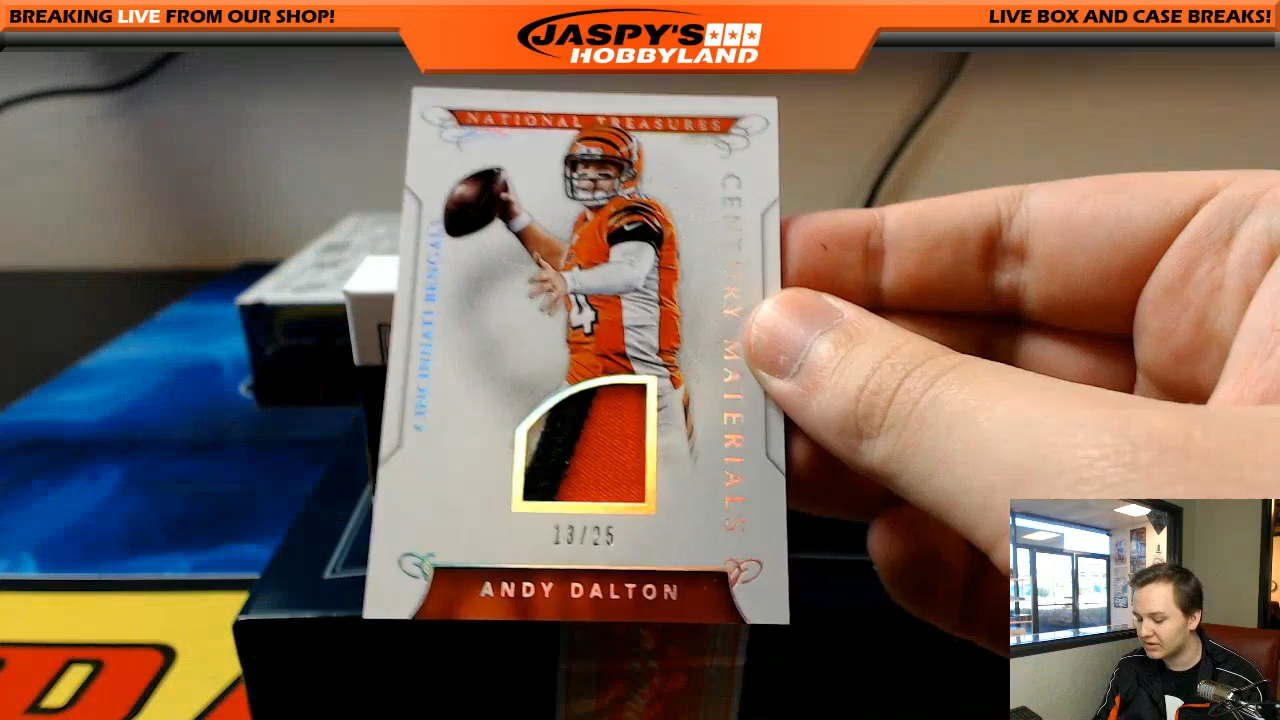 BREAKING LIVE FROM OUR SHOP!
JASPY'S
HOBBYLAND
LIVE BOX AND CASE BREAKS!
NATIONAL TREASURES
CENTURY MATERIALS
CINCINNATI BENGALS
4
13/25
ANDY DALTON